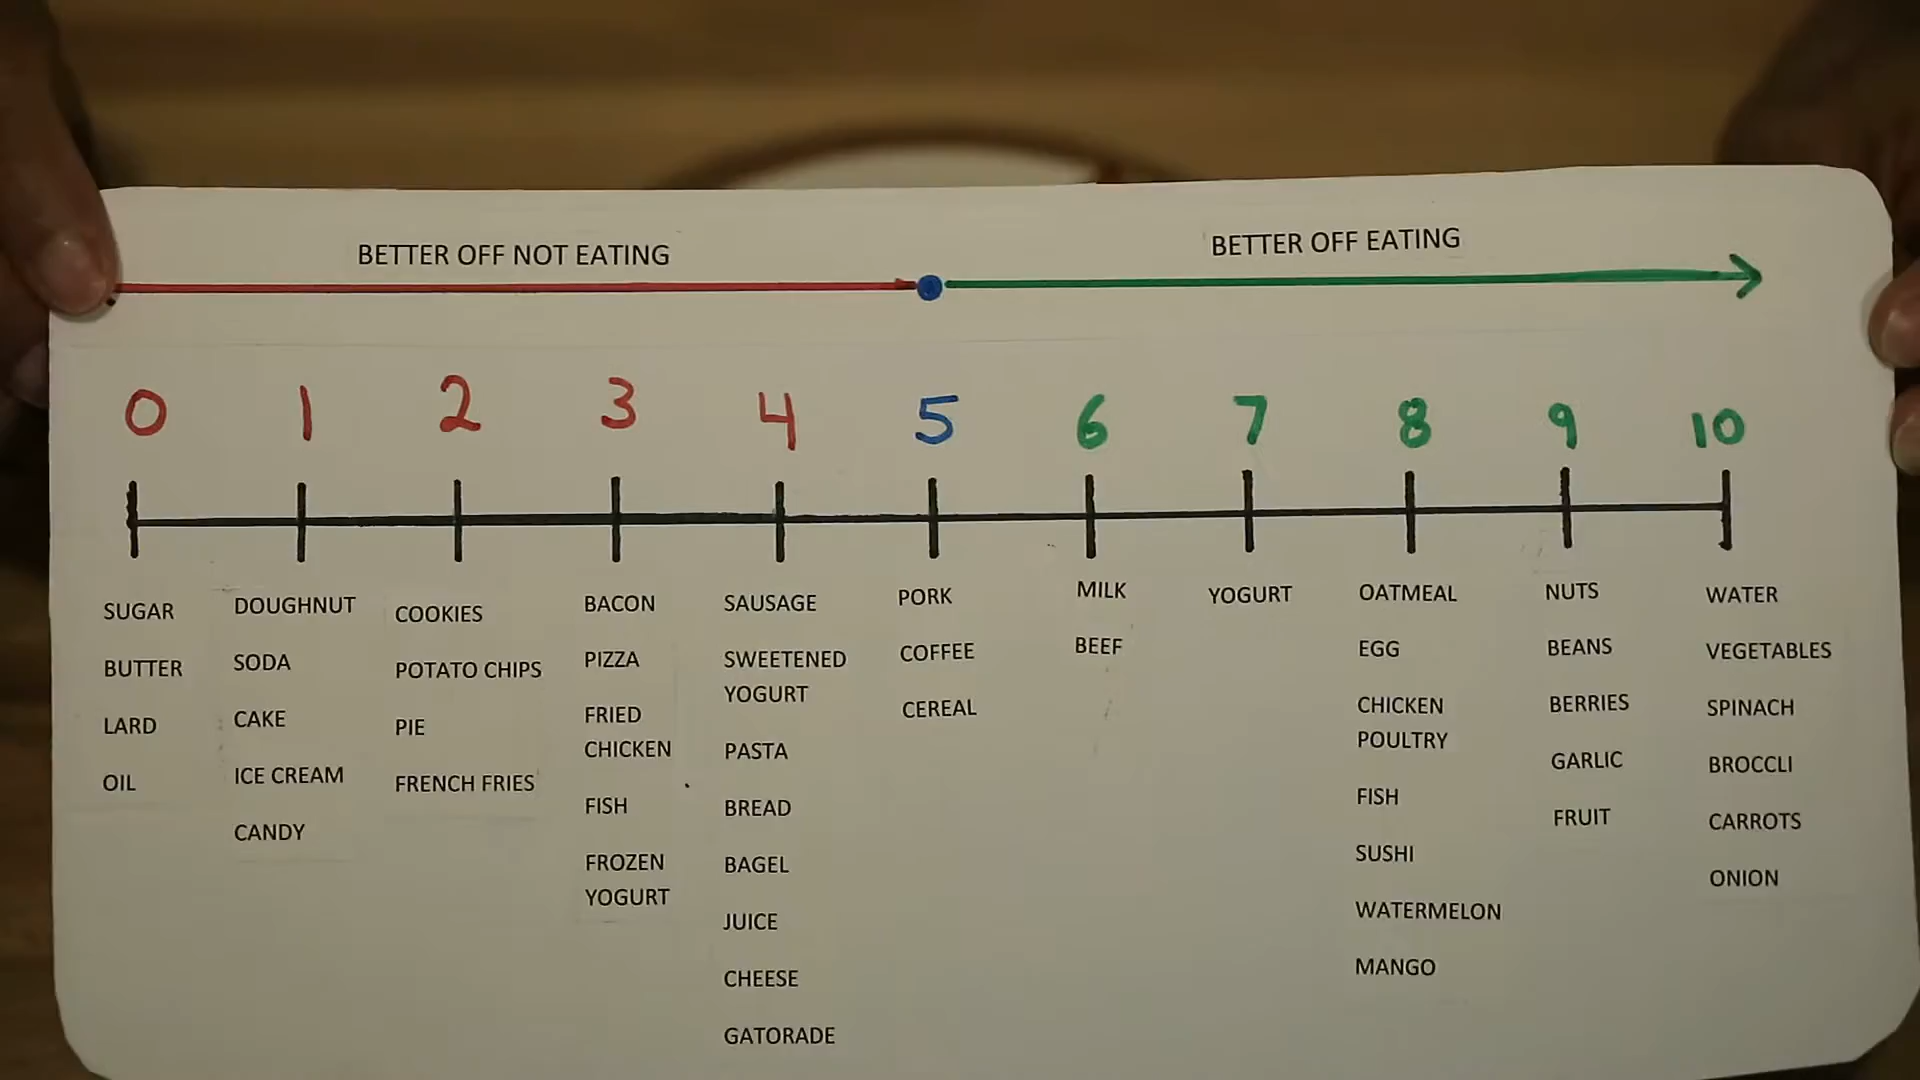 BETTER OFF NOT EATING
BETTER OFF EATING
0 1 2 3 4 5 6 7 8 9 10
SUGAR
BUTTER
LARD
OIL
DOUGHNUT
SODA
CAKE
ICE CREAM
CANDY
COOKIES
POTATO CHIPS
PIE
FRENCH FRIES
BACON
PIZZA
FRIED
CHICKEN
FISH
FROZEN
YOGURT
SAUSAGE
SWEETENED
YOGURT
PASTA
BREAD
BAGEL
JUICE
CHEESE
GATORADE
PORK
COFFEE
CEREAL
MILK
BEEF
YOGURT
OATMEAL
EGG
CHICKEN
POULTRY
FISH
SUSHI
WATERMELON
MANGO
NUTS
BEANS
BERRIES
GARLIC
FRUIT
WATER
VEGETABLES
SPINACH
BROCCLI
CARROTS
ONION